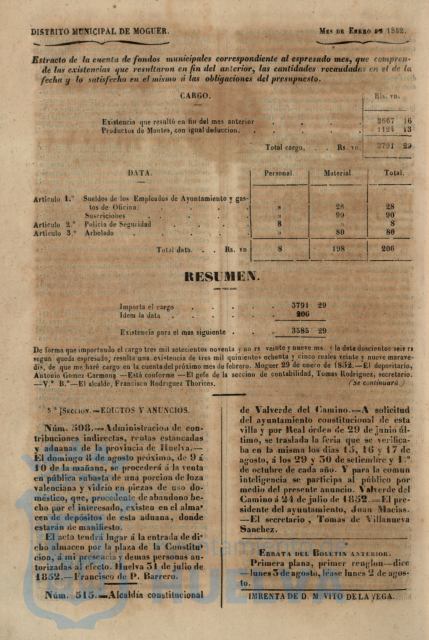 DISTRITO MUNICIPAL DE MOGUER. MES DE ENERO DE 1852.
Estracto de la cuenta de fondos municipales correspondiente al espresado mes, que compren-
de las existencias que resultaron en fin del anterior, las cantidades recaudadas en el de la
fecha y lo satisfecho en el mismo á las obligaciones del presupuesto.
CARGO. Rls. vn.
Existencia que resultó en fin del mes anterior 2667 16
Productos de Montes, con igual deduccion. 1124 13
Total cargo. Rs. vn. 3791 29
DATA. Personal. Material. Total.
Artículo 1.º Sueldos de los Empleados de Ayuntamiento y gas-
tos de Oficina. » 28 28
Suscriciones » 90 90
Artículo 2.º Policia de Seguridad 8 » 8
Artículo 3.º Arbolado » 80 80
Total data. Rs. vn 8 198 206
RESUMEN.
Importa el cargo 3791 29
Idem la data 206
Existencia para el mes siguiente 3585 29
De forma que importando el cargo tres mil setecientos noventa y un rs veinte y nueve ms. y la data doscientos seis rs
segun queda espresado, resulta una existencia de tres mil quinientos ochenta y cinco reales veinte y nueve marave-
dis, de que me haré cargo en la cuenta del próximo mes de febrero. Moguer 29 de enero de 1852.—El depositario,
Antonio Gomez Carmona —Está conforme —El gefe de la seccion de contabilidad, Tomas Rodriguez, secretario.
—V.º B.º—El alcalde, Francisco Rodriguez Thorices. (Se continuará.)
5.ª SECCION.—EDICTOS Y ANUNCIOS.
Núm. 508.—Administracion de con-
tribuciones indirectas, rentas estancadas
y aduanas de la provincia de Huelva.—
El domingo 8 de agosto próximo, de 9 á
10 de la mañana, se procederá á la venta
en pública subasta de una porcion de loza
valenciana y vidrio en piezas de uso do-
méstico, que, procedente de abandono he-
cho por el interesado, existen en el alma-
cen de depósitos de esta aduana, donde
estarán de manifiesto.
El acto tendrá lugar á la entrada de di-
cho almacen por la plaza de la Constitu-
cion, á mi presencia y demas personas au-
torizadas al efecto. Huelva 31 de julio de
1852.—Francisco de P. Barrero.
Núm. 515.—Alcaldía constitucional
de Valverde del Camino.—A solicitud
del ayuntamiento constitucional de esta
villa y por Real órden de 29 de junio úl-
timo, se traslada la feria que se verifica-
ba en la misma los dias 15, 16 y 17 de
agosto, á los 29 y 30 de setiembre y 1.º
de octubre de cada año. Y para la comun
inteligencia se participa al público por
medio del presente anuncio. Valverde del
Camino á 24 de julio de 1852.—El pre-
sidente del ayuntamiento, Juan Macias.
—El secretario, Tomas de Villanueva
Sanchez.
ERRATA DEL BOLETIN ANTERIOR.
Primera plana, primer renglon—dice
—lunes 3 de agosto, léase lunes 2 de agos-
to.
IMPRENTA DE D. M. VITO DE LA VEGA.
HUELVA